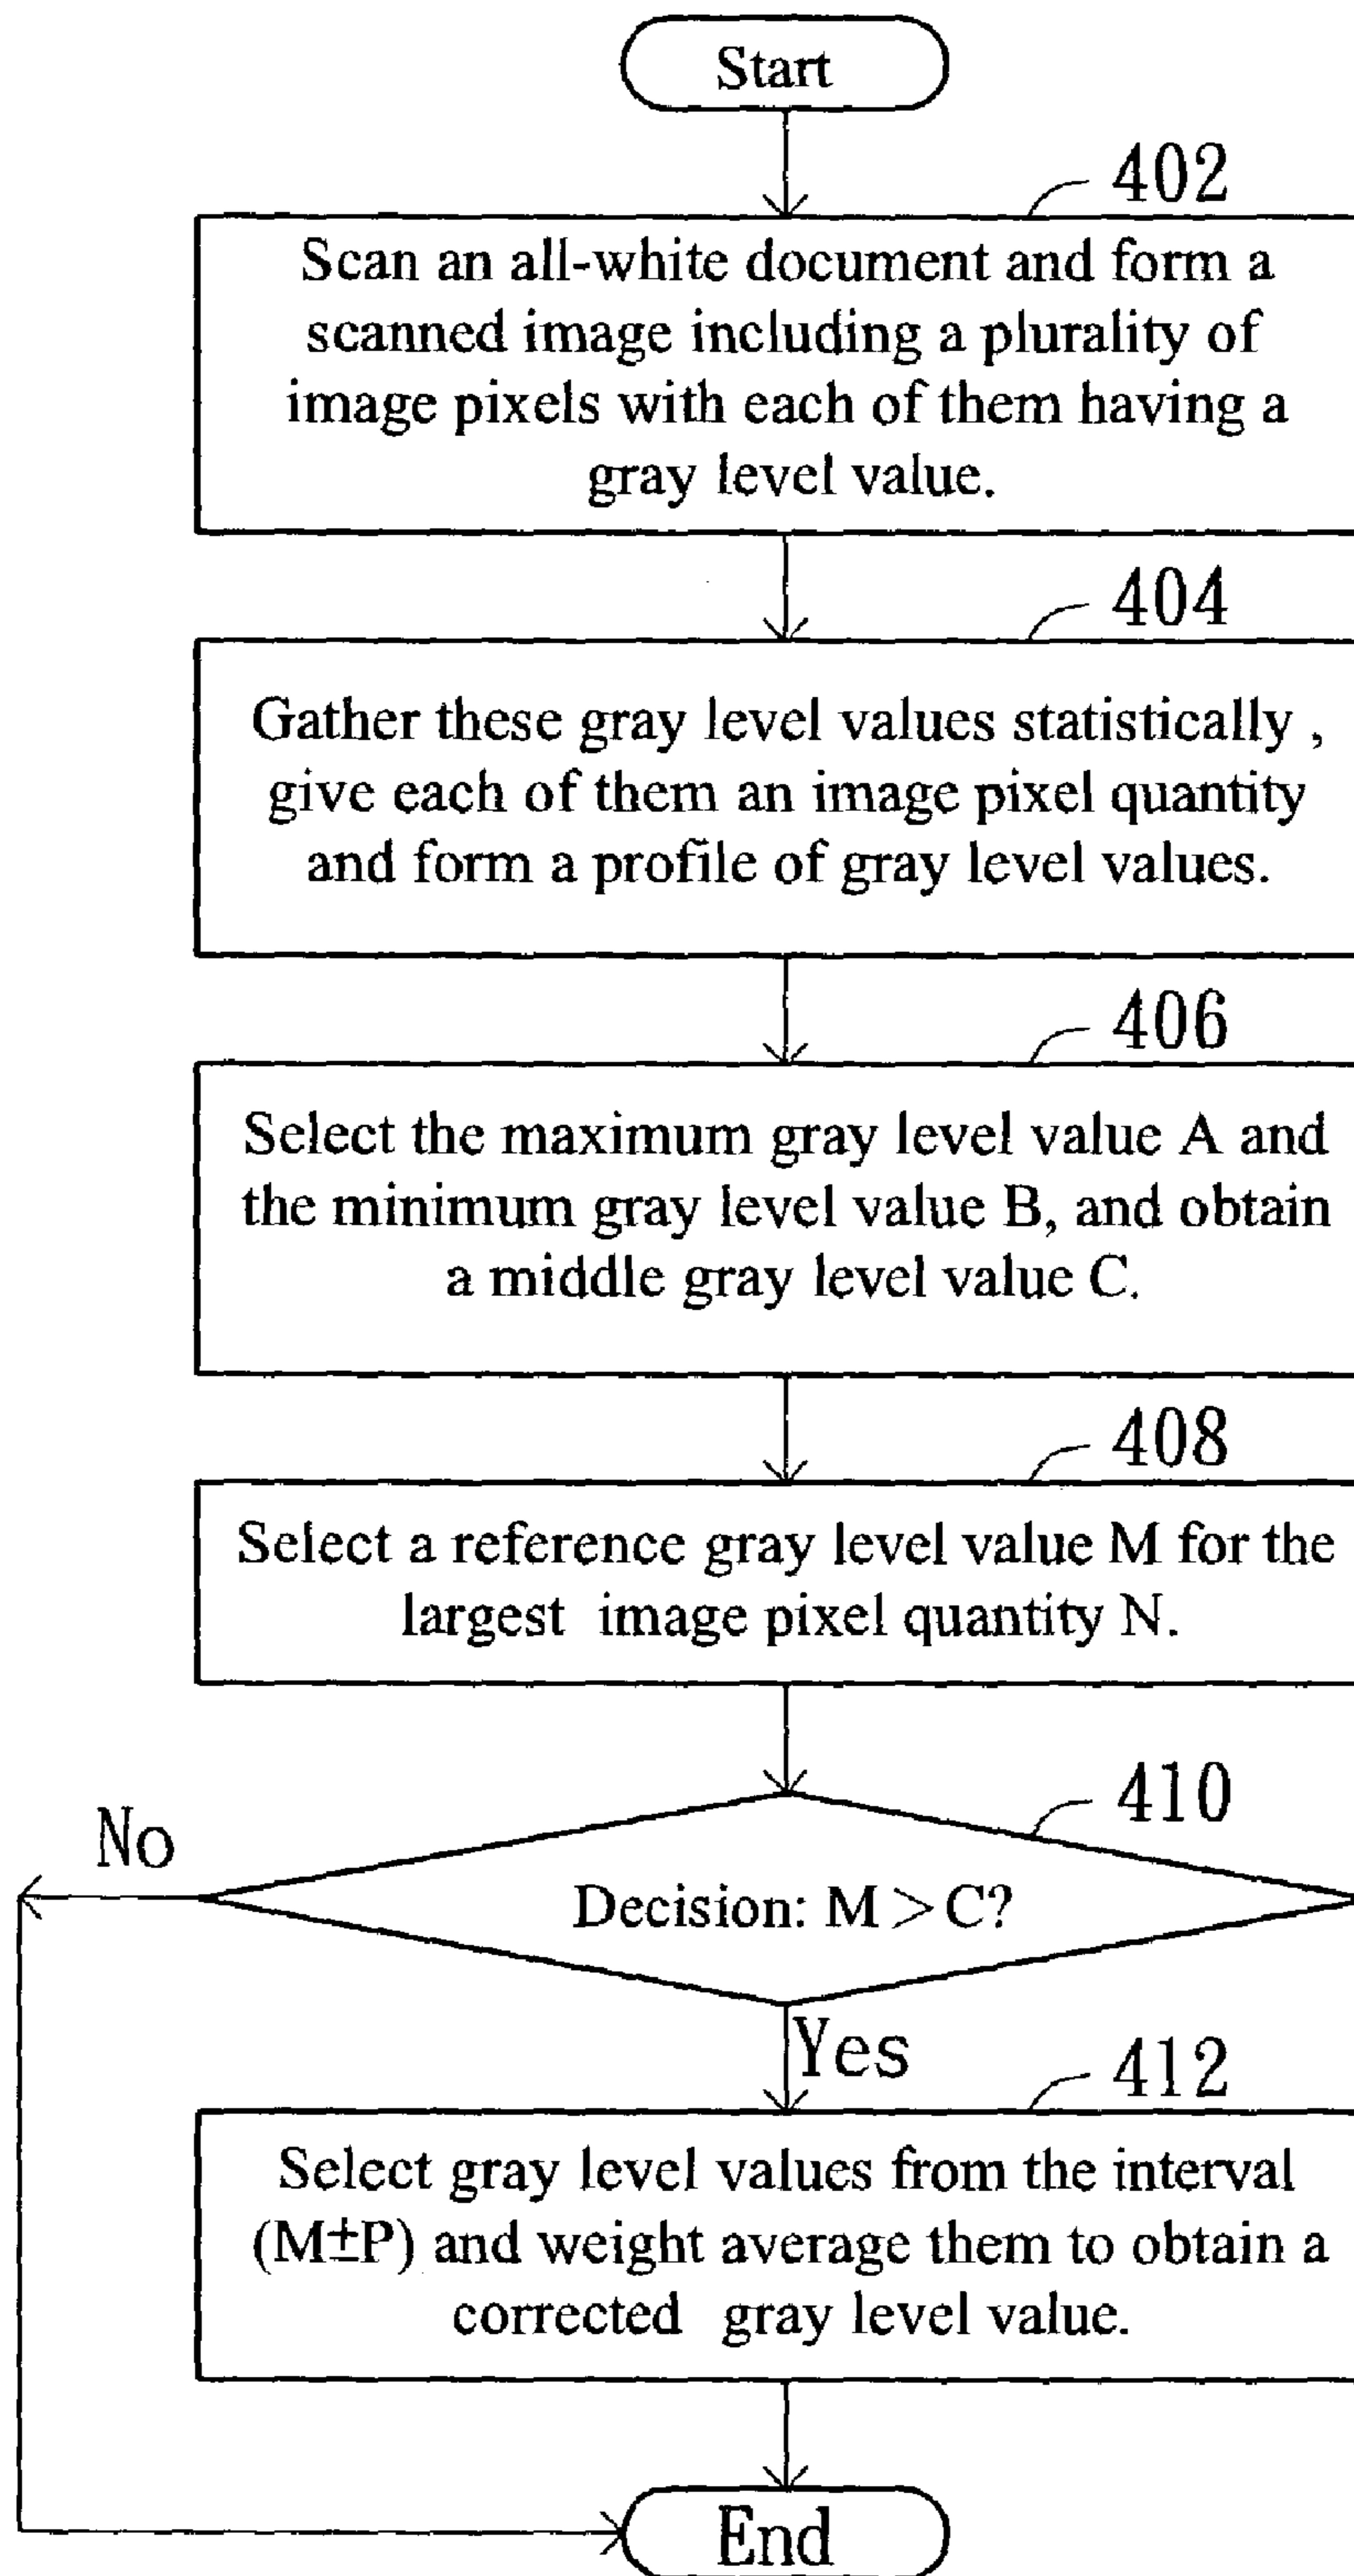 Start
402
Scan an all-white document and form a
scanned image including a plurality of
image pixels with each of them having a
gray level value.
404
Gather these gray level values statistically ,
give each of them an image pixel quantity
and form a profile of gray level values.
406
Select the maximum gray level value A and
the minimum gray level value B, and obtain
a middle gray level value C.
408
Select a reference gray level value M for the
largest image pixel quantity N.
410
No
Decision: M > C?
Yes
412
Select gray level values from the interval
(M±P) and weight average them to obtain a
corrected gray level value.
End